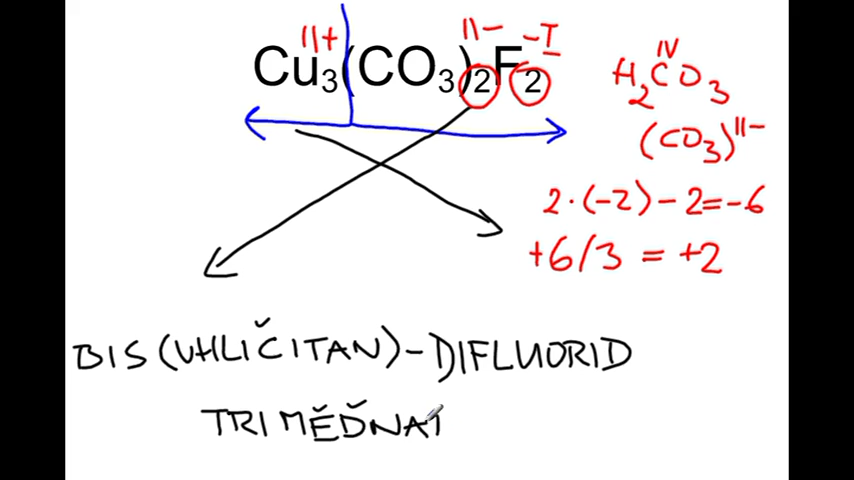 II+ II- -I
Cu₃(CO₃)₂F₂
IV
H₂CO₃
(CO₃)II-
2·(-2)-2=-6
+6/3=+2
BIS(UHLIČITAN)-DIFLUORID
TRIMĚĎNAT